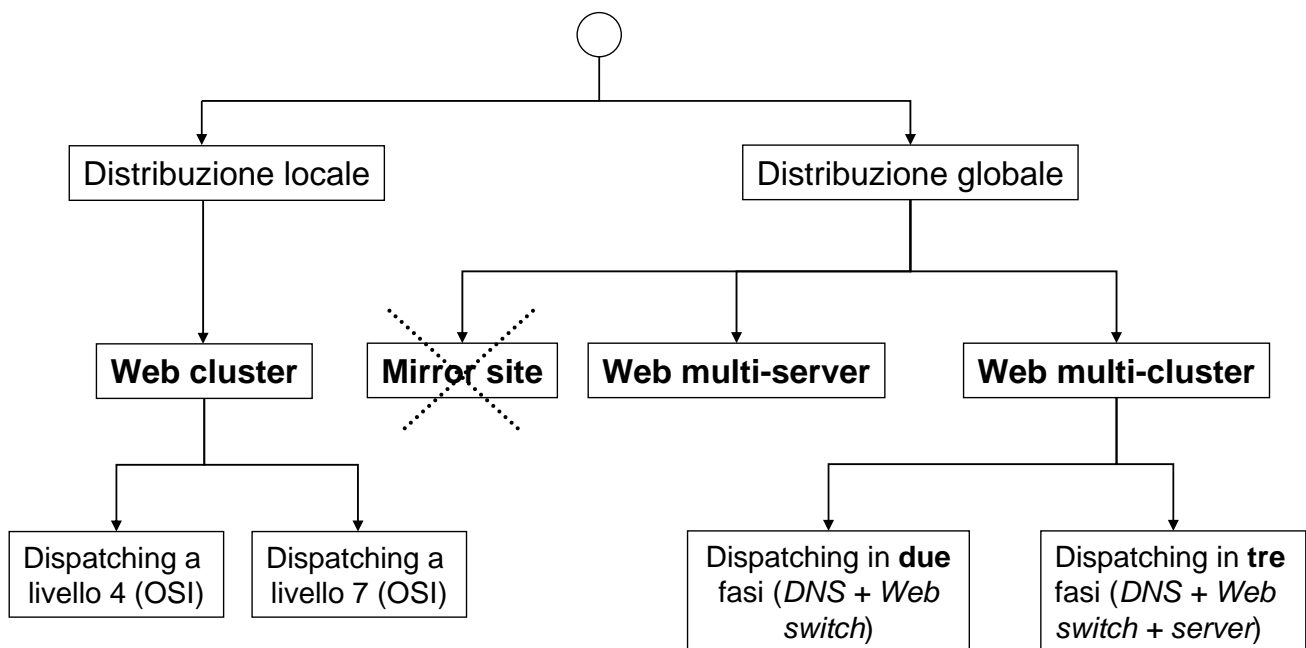 Distribuzione locale
Distribuzione globale
Web cluster
Mirror site
Web multi-server
Web multi-cluster
Dispatching a
livello 4 (OSI)
Dispatching a
livello 7 (OSI)
Dispatching in due
fasi (DNS + Web
switch)
Dispatching in tre
fasi (DNS + Web
switch + server)